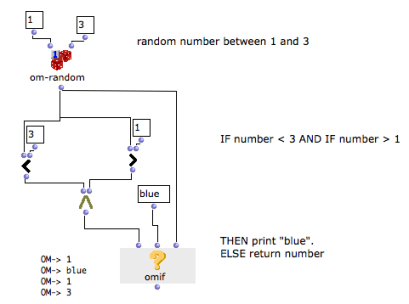 1
3
random number between 1 and 3
om-random
3
1
IF number < 3 AND IF number > 1
blue
THEN print "blue".
ELSE return number
omif
OM-> 1
OM-> blue
OM-> 1
OM-> 3